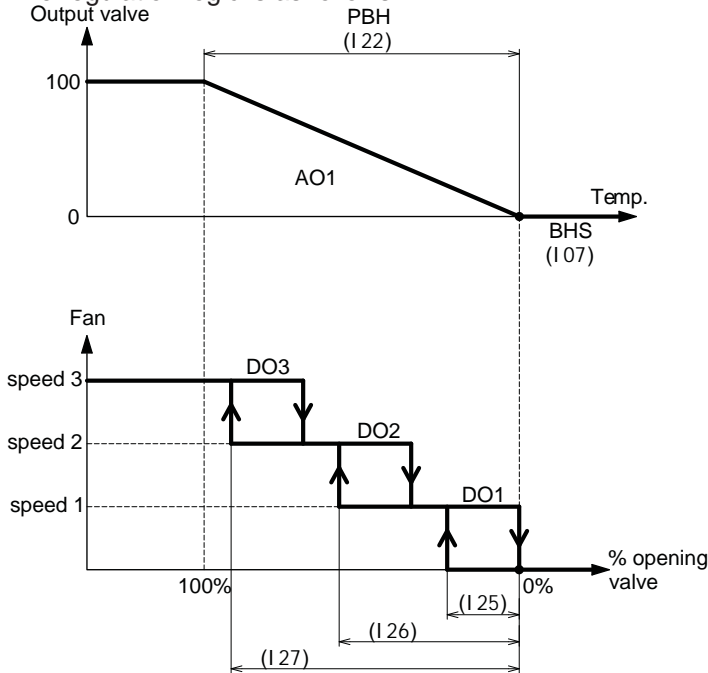 Output valve
PBH
(I22)
100
AO1
Temp.
0
BHS
(I07)
Fan
speed 3
DO3
speed 2
DO2
speed 1
DO1
% opening
valve
100%
0%
(I25)
(I26)
(I27)